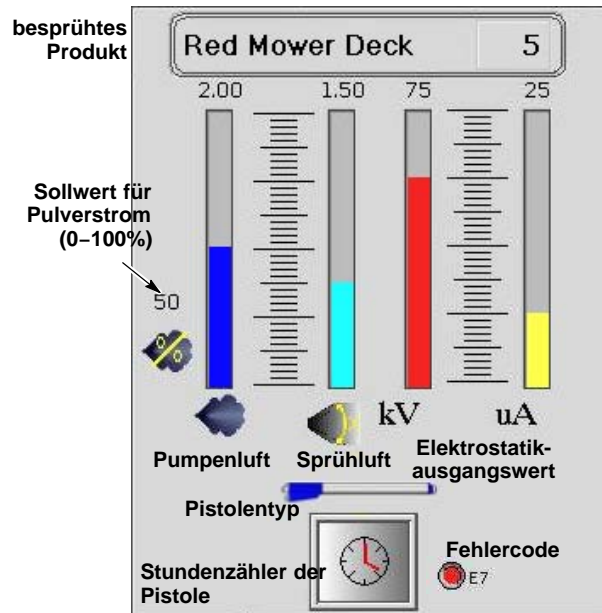 besprühtes
Produkt
Red Mower Deck 5
2.00 1.50 75 25
Sollwert für
Pulverstrom
(0–100%)
50
% 
kV uA
Pumpenluft Sprühluft Elektrostatik-
ausgangswert
Pistolentyp
Stundenzähler der
Pistole
Fehlercode
E7